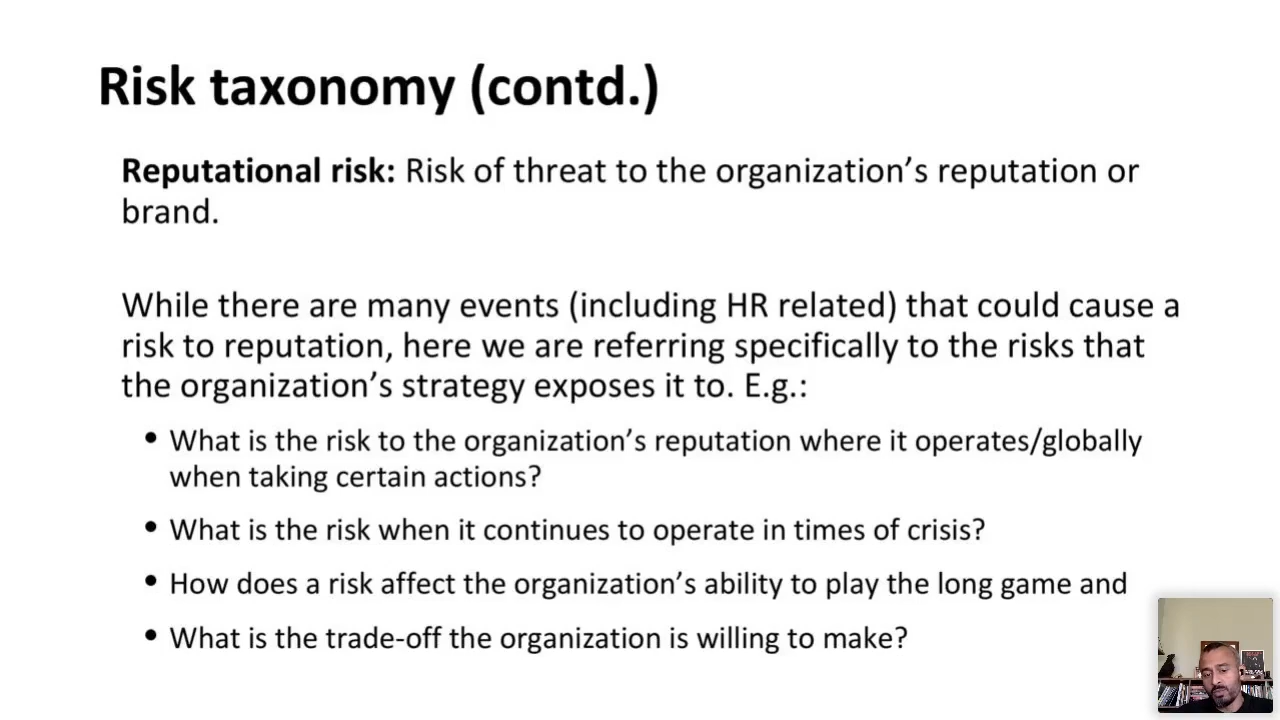 Risk taxonomy (contd.)
Reputational risk: Risk of threat to the organization’s reputation or
brand.
While there are many events (including HR related) that could cause a
risk to reputation, here we are referring specifically to the risks that
the organization’s strategy exposes it to. E.g.:
• What is the risk to the organization’s reputation where it operates/globally
when taking certain actions?
• What is the risk when it continues to operate in times of crisis?
• How does a risk affect the organization’s ability to play the long game and
• What is the trade-off the organization is willing to make?